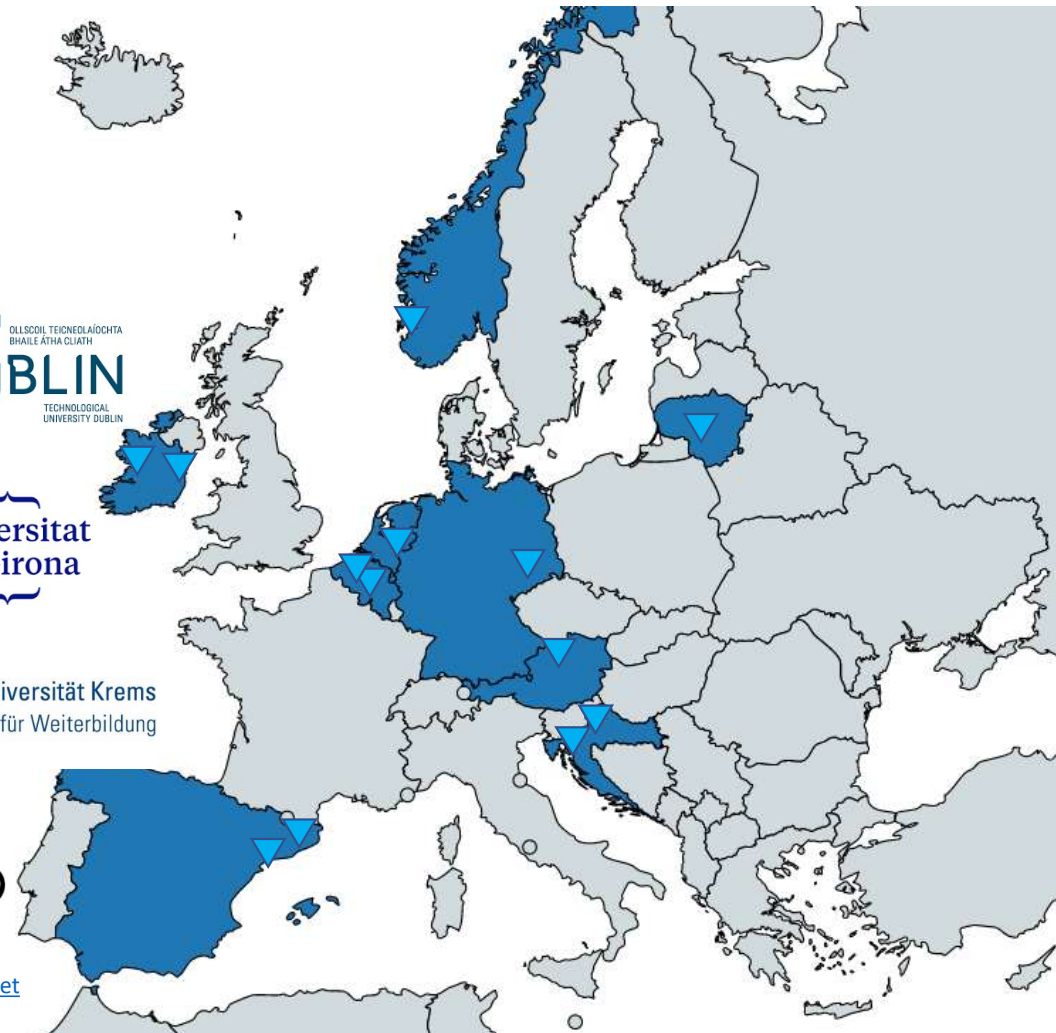 OLLSCOIL TEICNEOLAÍOCHTA
BHAILE ÁTHA CLIATH
BLIN
TECHNOLOGICAL
UNIVERSITY DUBLIN
ersitat
irona
iversität Krems
für Weiterbildung
et